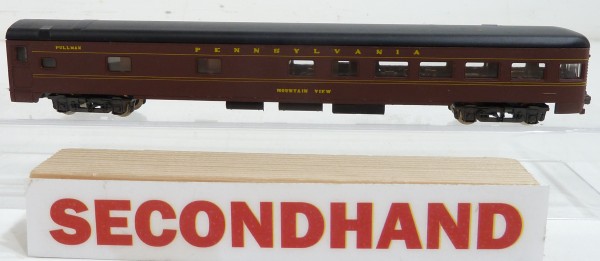 PULLMAN PENNSYLVANIA
MOUNTAIN VIEW
SECONDHAND